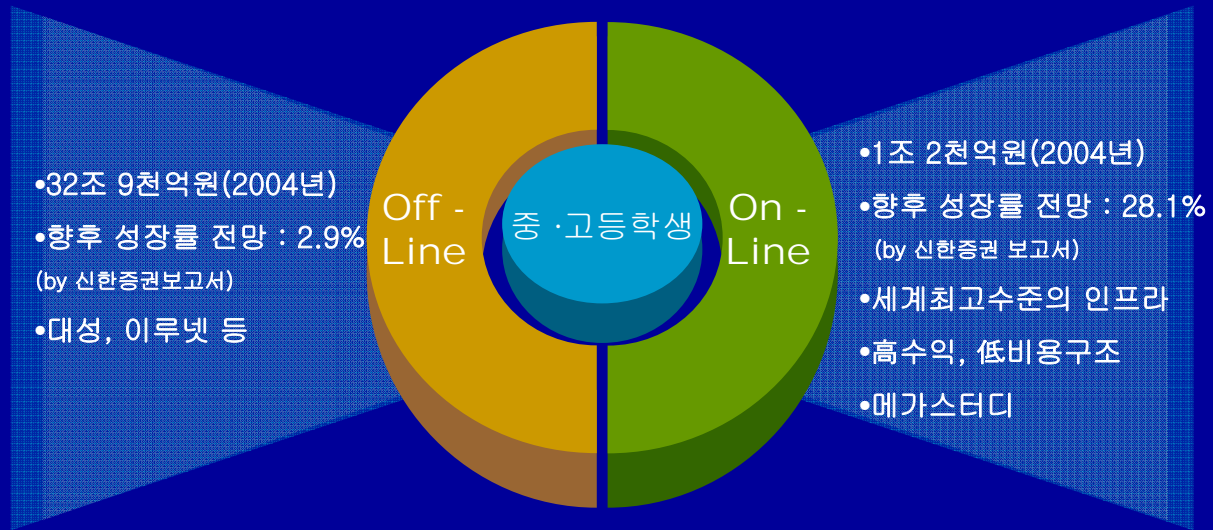 •32조 9천억원(2004년)
•향후 성장률 전망 : 2.9%
(by 신한증권보고서)
•대성, 이루넷 등
Off -
Line
중 ·고등학생
On -
Line
•1조 2천억원(2004년)
•향후 성장률 전망 : 28.1%
(by 신한증권 보고서)
•세계최고수준의 인프라
•高수익, 低비용구조
•메가스터디